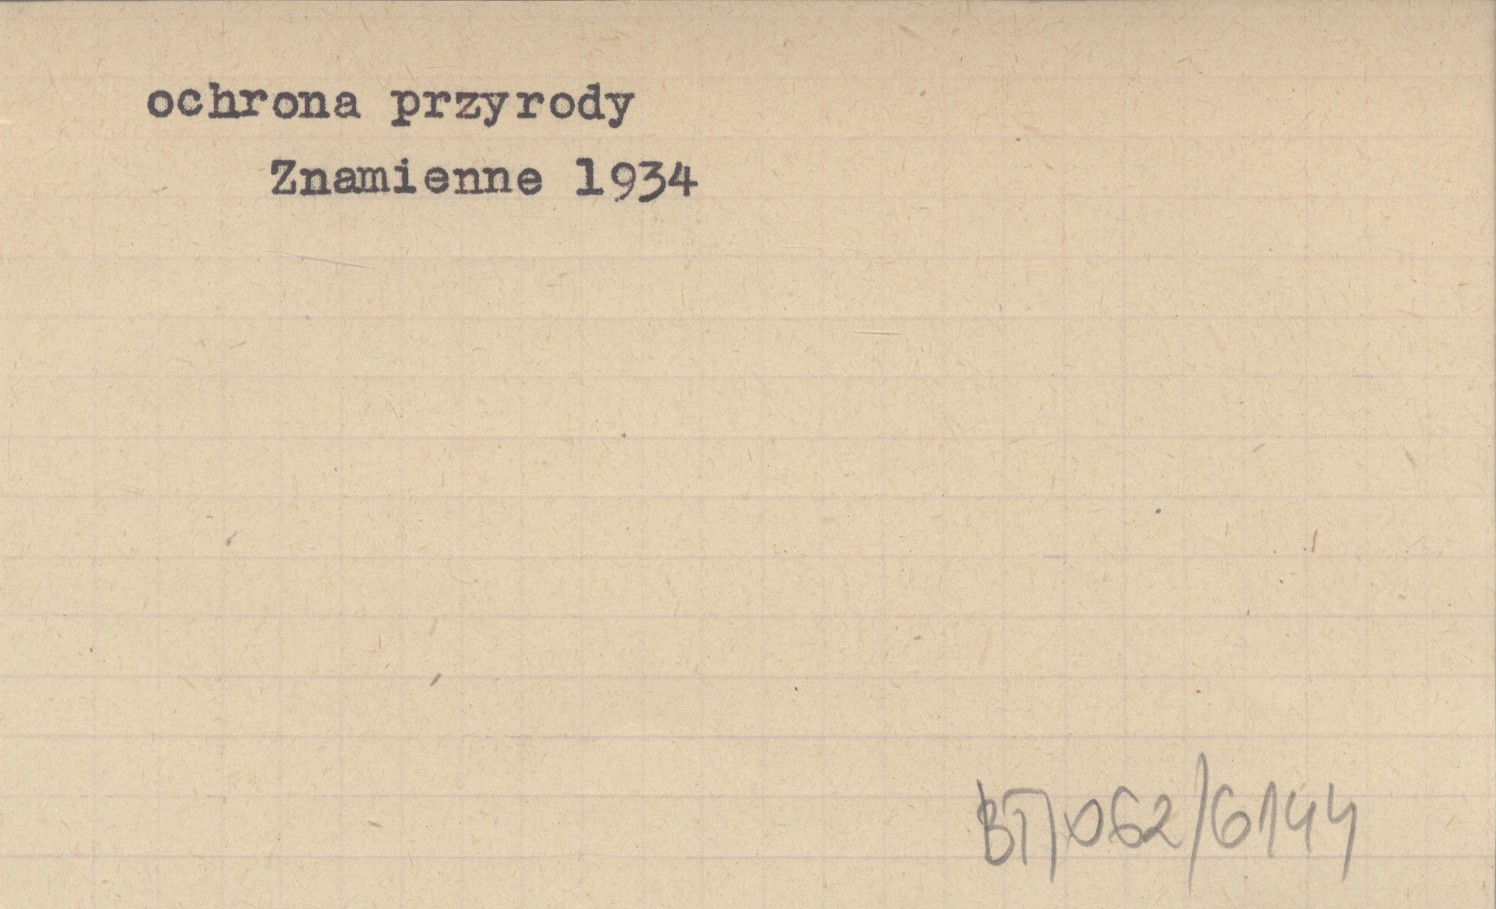 ochrona przyrody
Znamienne 1934
BT 062/6144